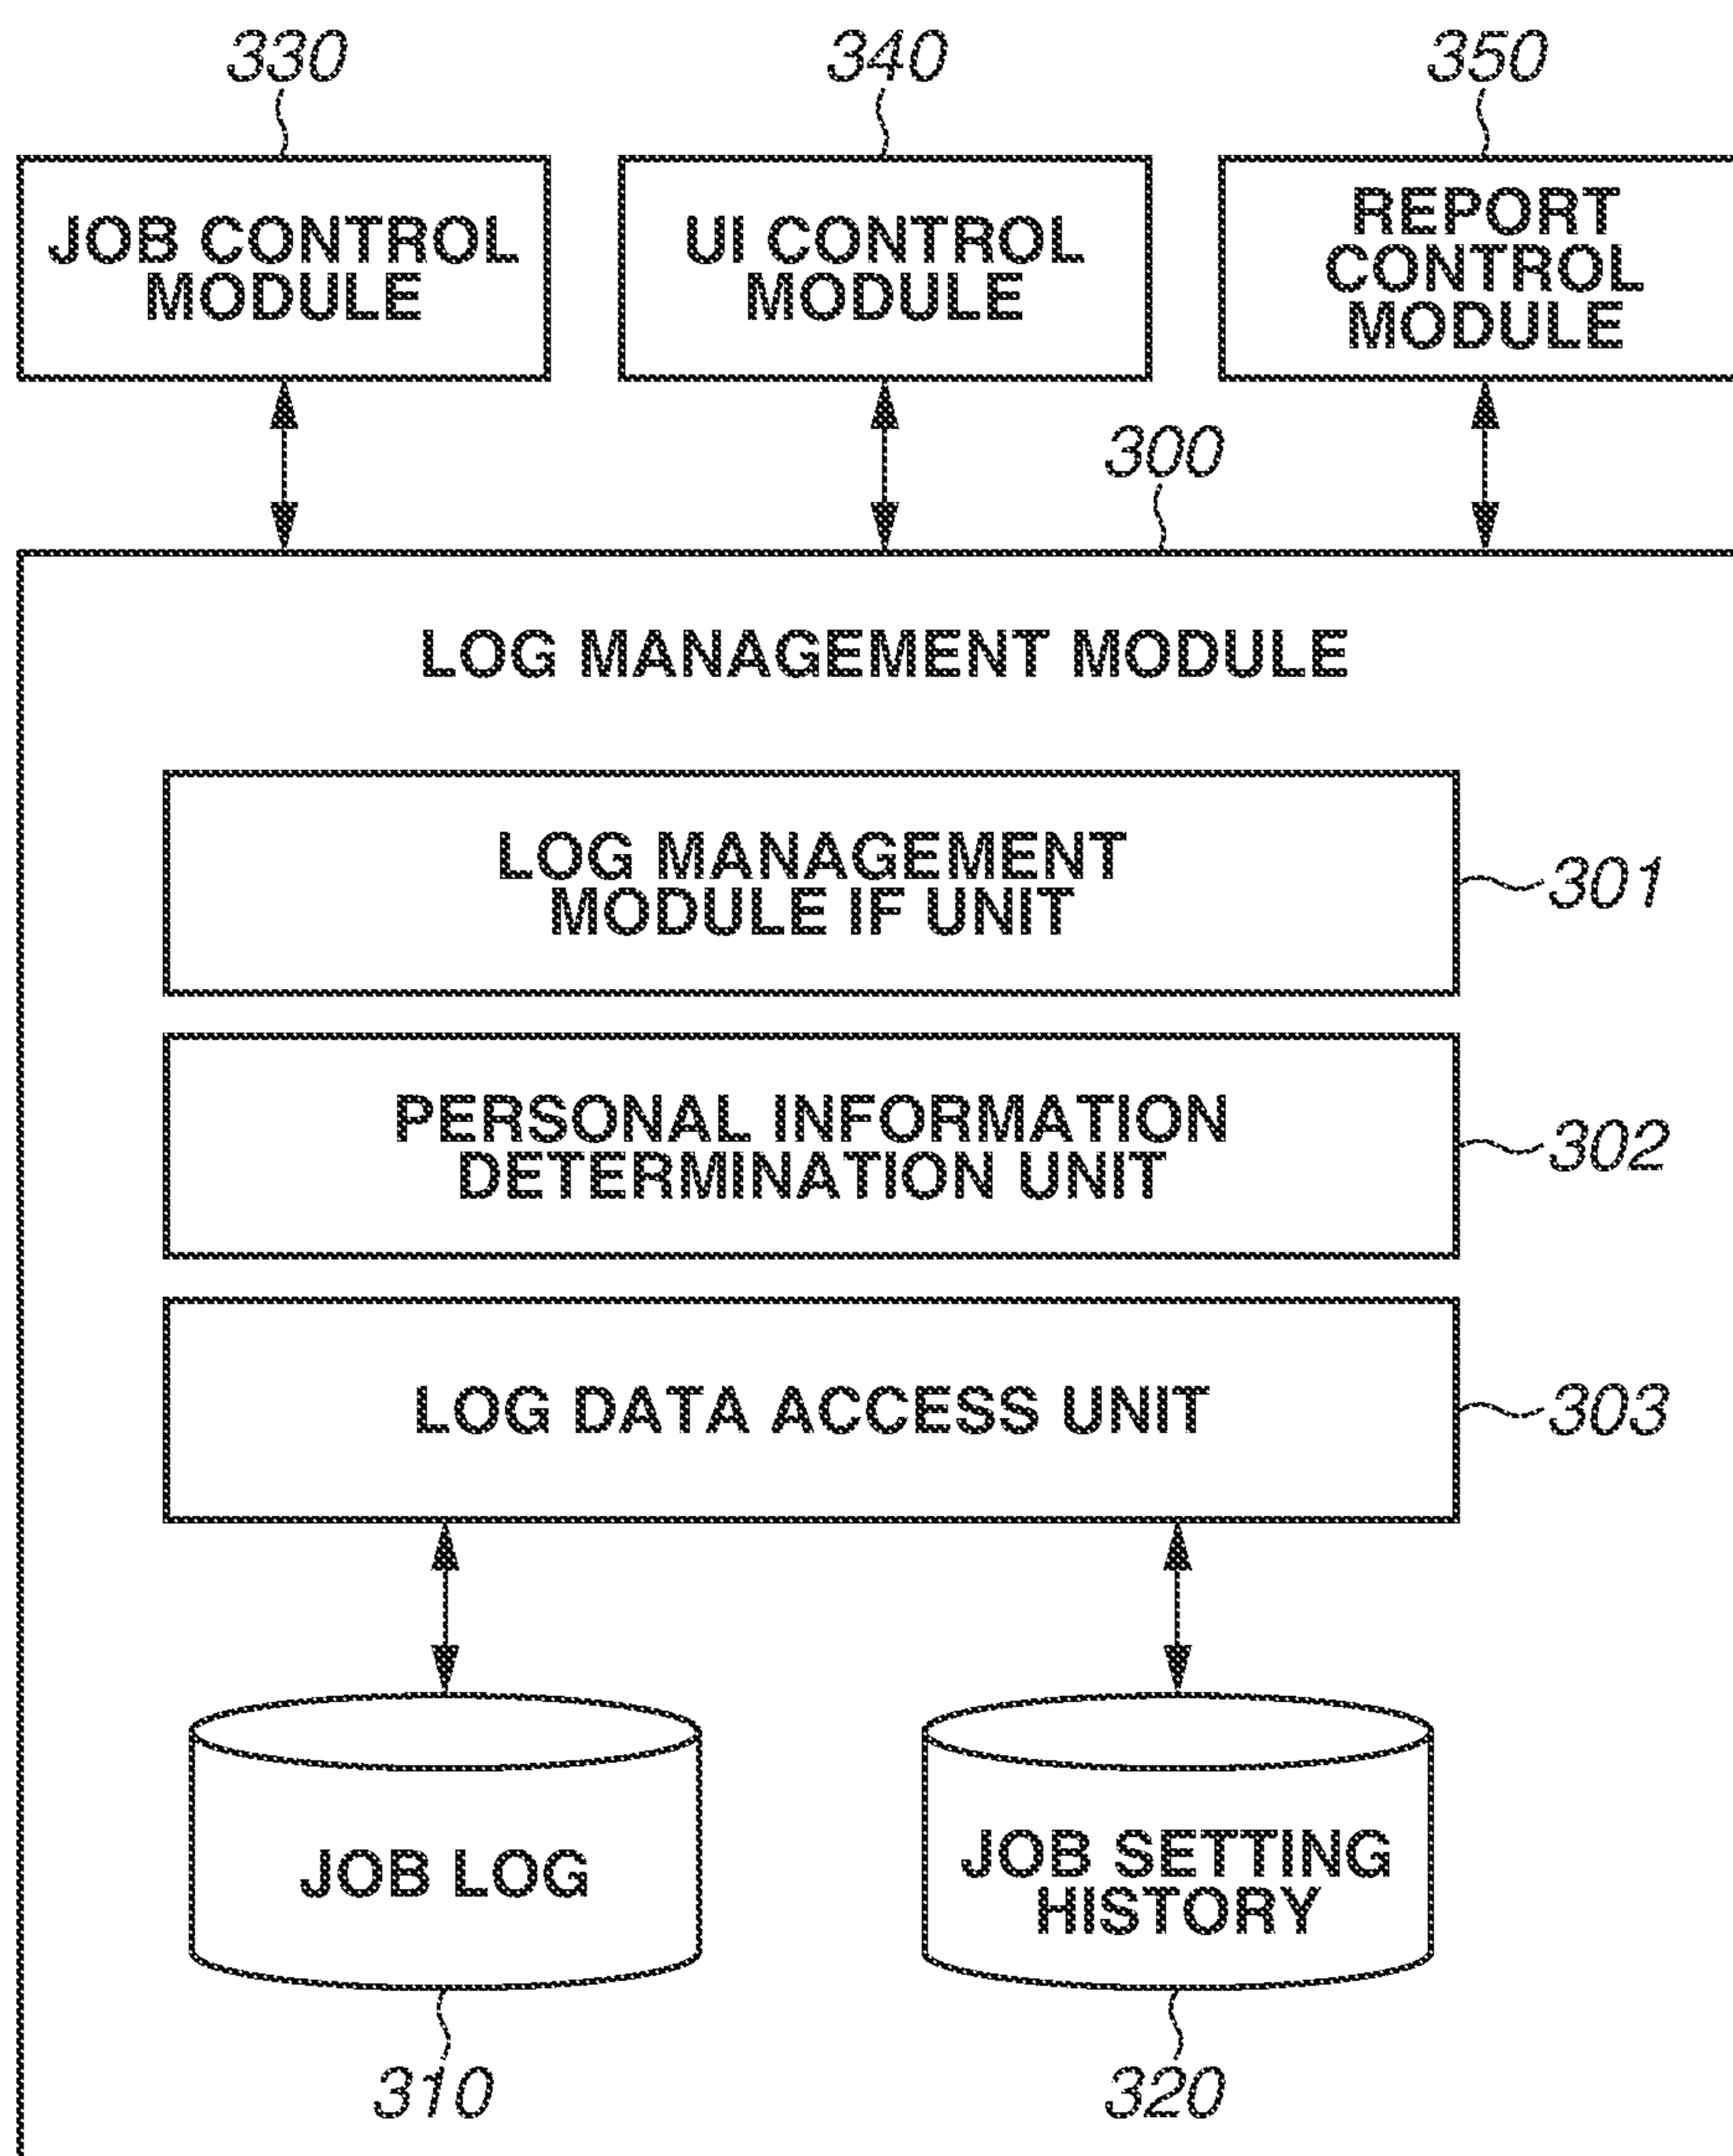 330
340
350
JOB CONTROL
MODULE
UI CONTROL
MODULE
REPORT
CONTROL
MODULE
300
LOG MANAGEMENT MODULE
LOG MANAGEMENT
MODULE IF UNIT
301
PERSONAL INFORMATION
DETERMINATION UNIT
302
LOG DATA ACCESS UNIT
303
JOB LOG
JOB SETTING
HISTORY
310
320